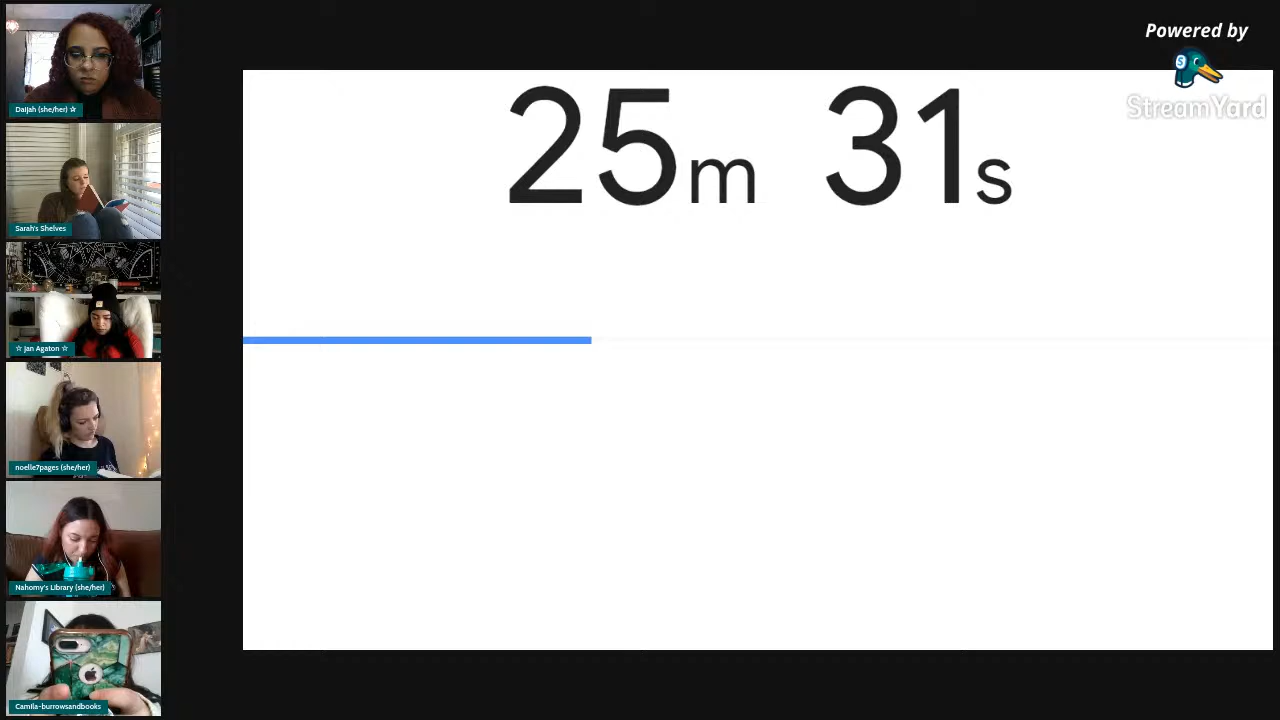 Powered by
S
StreamYard
25m 31s
Daijah (she/her) ☆
Sarah's Shelves
☆ Jan Agaton ☆
noelle7pages (she/her)
Nahomy's Library (she/her)
Camila-burrowsandbooks